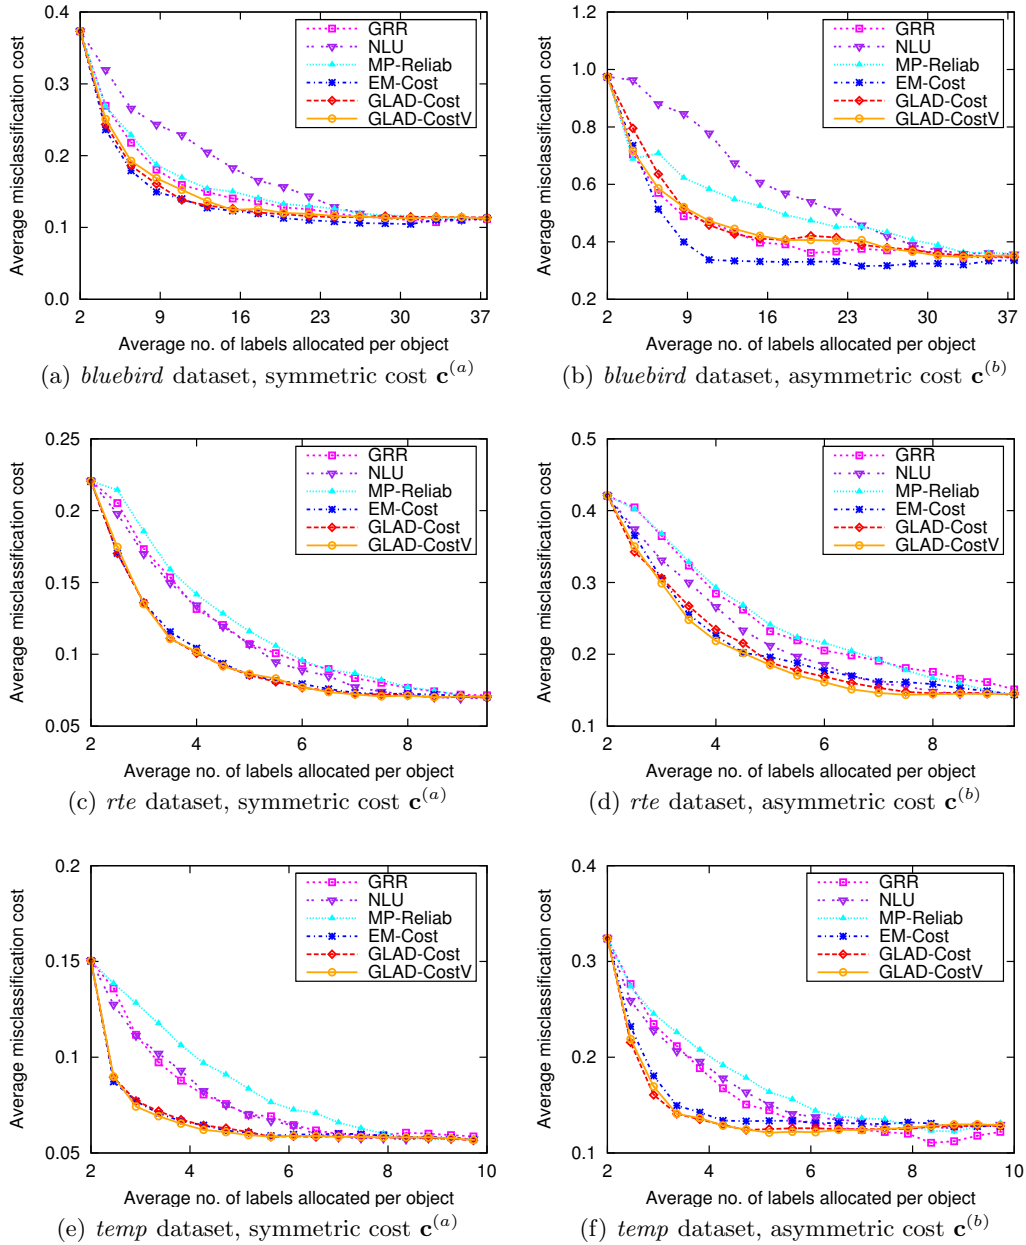 0.4
0.3
0.2
0.1
0.0
Average misclassification cost
GRR
NLU
MP-Reliab
EM-Cost
GLAD-Cost
GLAD-CostV
2 9 16 23 30 37
Average no. of labels allocated per object
(a) bluebird dataset, symmetric cost c^(a)
1.2
1.0
0.8
0.6
0.4
0.2
Average misclassification cost
GRR
NLU
MP-Reliab
EM-Cost
GLAD-Cost
GLAD-CostV
2 9 16 23 30 37
Average no. of labels allocated per object
(b) bluebird dataset, asymmetric cost c^(b)
0.25
0.2
0.15
0.1
0.05
Average misclassification cost
GRR
NLU
MP-Reliab
EM-Cost
GLAD-Cost
GLAD-CostV
2 4 6 8
Average no. of labels allocated per object
(c) rte dataset, symmetric cost c^(a)
0.5
0.4
0.3
0.2
0.1
Average misclassification cost
GRR
NLU
MP-Reliab
EM-Cost
GLAD-Cost
GLAD-CostV
2 4 6 8
Average no. of labels allocated per object
(d) rte dataset, asymmetric cost c^(b)
0.2
0.15
0.1
0.05
Average misclassification cost
GRR
NLU
MP-Reliab
EM-Cost
GLAD-Cost
GLAD-CostV
2 4 6 8 10
Average no. of labels allocated per object
(e) temp dataset, symmetric cost c^(a)
0.4
0.3
0.2
0.1
Average misclassification cost
GRR
NLU
MP-Reliab
EM-Cost
GLAD-Cost
GLAD-CostV
2 4 6 8 10
Average no. of labels allocated per object
(f) temp dataset, asymmetric cost c^(b)